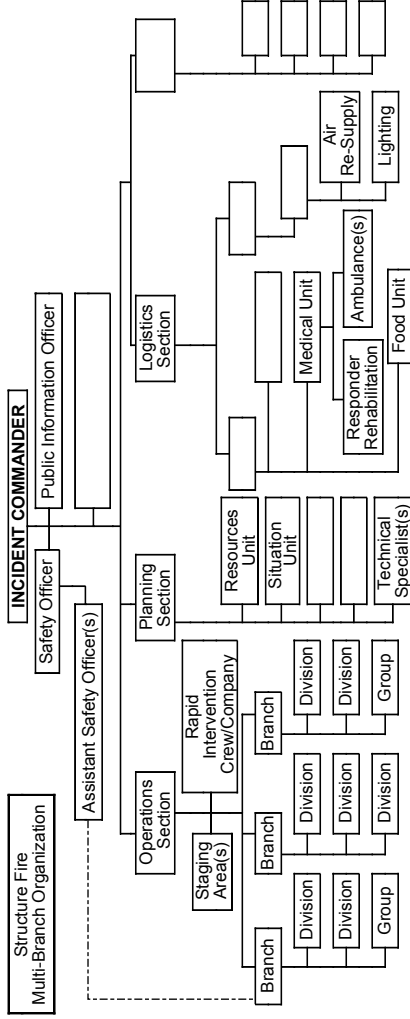 Structure Fire
Multi-Branch Organization
INCIDENT COMMANDER
Safety Officer
Public Information Officer
Assistant Safety Officer(s)
Operations
Section
Planning
Section
Logistics
Section
Staging
Area(s)
Rapid
Intervention
Crew/Company
Branch
Branch
Branch
Division
Division
Group
Division
Division
Division
Division
Division
Group
Resources
Unit
Situation
Unit
Technical
Specialist(s)
Medical Unit
Responder
Rehabilitation
Ambulance(s)
Food Unit
Air
Re-Supply
Lighting